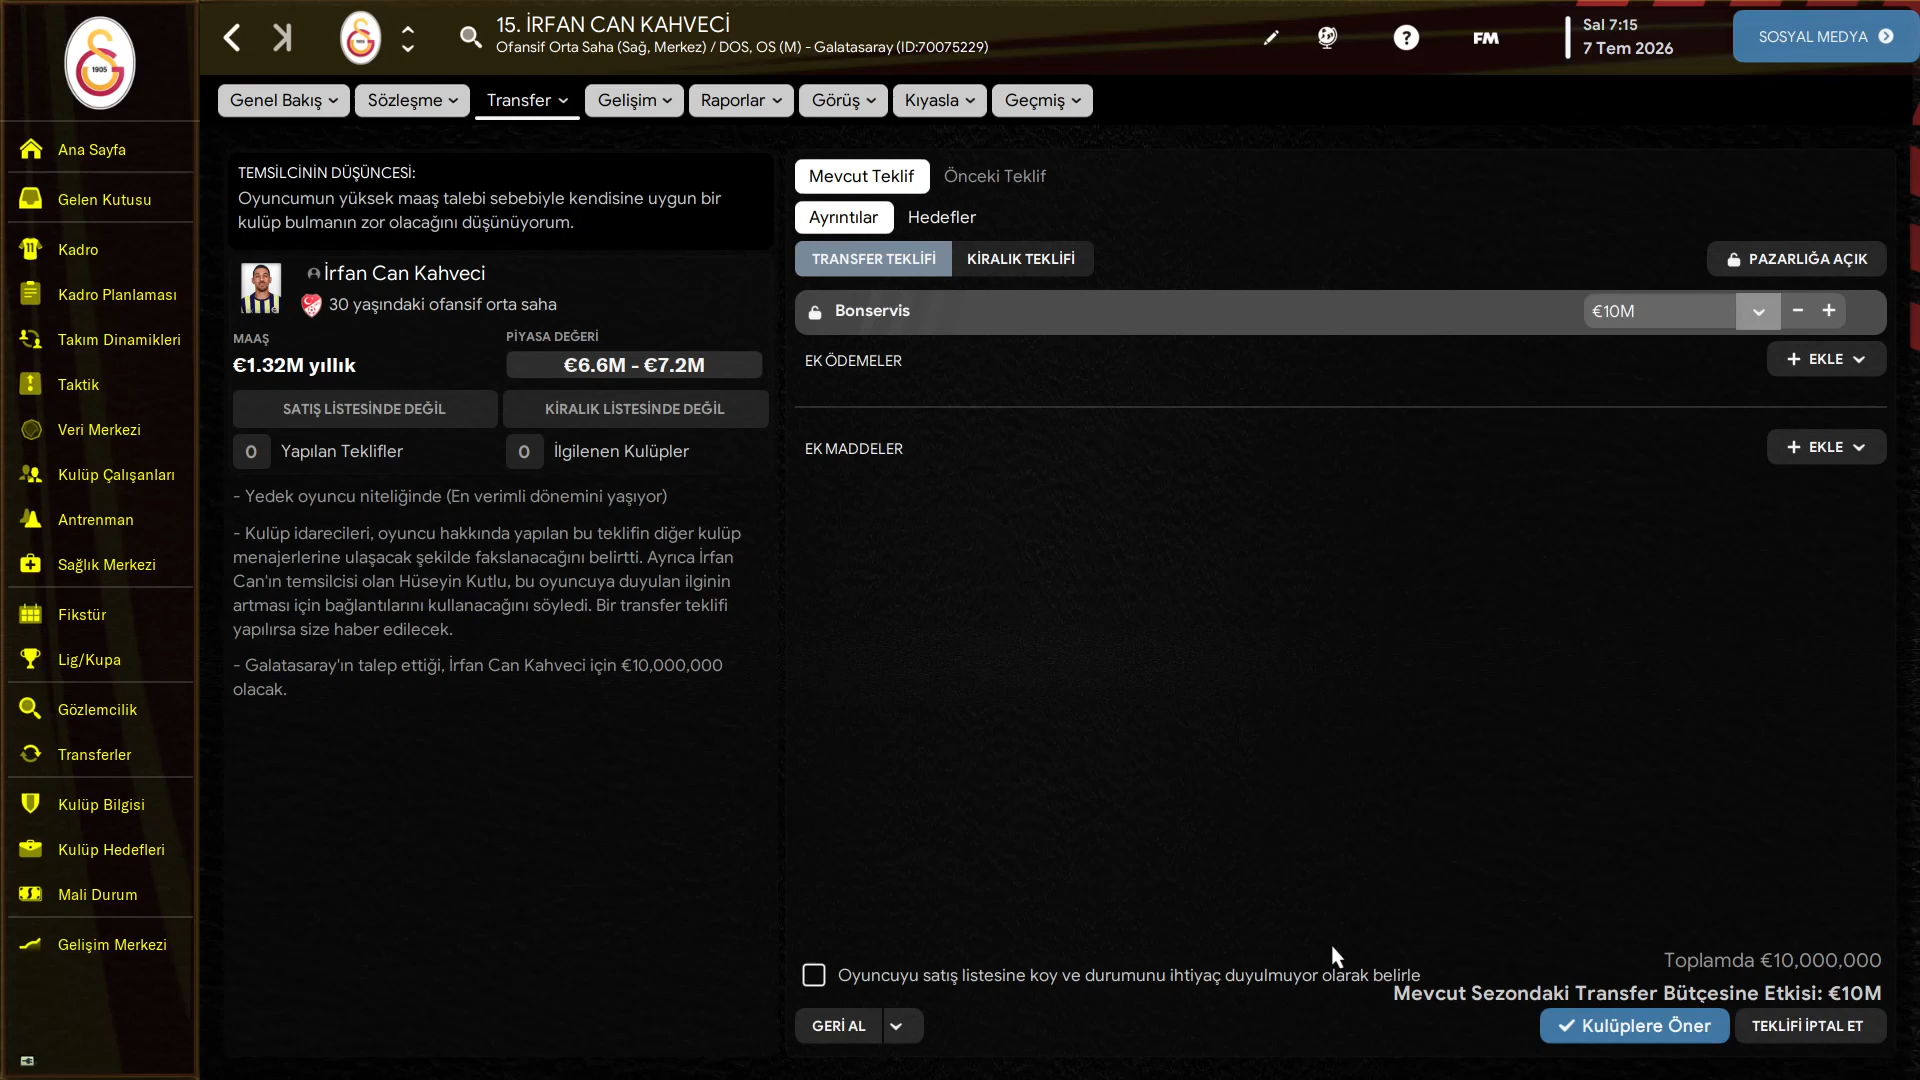 1905
15. İRFAN CAN KAHVECİ
Ofansif Orta Saha (Sağ, Merkez) / DOS, OS (M) - Galatasaray (ID:70075229)
FM
Sal 7:15
7 Tem 2026
SOSYAL MEDYA
Genel Bakış
Sözleşme
Transfer
Gelişim
Raporlar
Görüş
Kıyasla
Geçmiş
Ana Sayfa
Gelen Kutusu
Kadro
Kadro Planlaması
Takım Dinamikleri
Taktik
Veri Merkezi
Kulüp Çalışanları
Antrenman
Sağlık Merkezi
Fikstür
Lig/Kupa
Gözlemcilik
Transferler
Kulüp Bilgisi
Kulüp Hedefleri
Mali Durum
Gelişim Merkezi
TEMSİLCİNİN DÜŞÜNCESİ:
Oyuncumun yüksek maaş talebi sebebiyle kendisine uygun bir
kulüp bulmanın zor olacağını düşünüyorum.
İrfan Can Kahveci
30 yaşındaki ofansif orta saha
MAAŞ
PİYASA DEĞERİ
€1.32M yıllık
€6.6M - €7.2M
SATIŞ LİSTESİNDE DEĞİL
KİRALIK LİSTESİNDE DEĞİL
0 Yapılan Teklifler
0 İlgilenen Kulüpler
- Yedek oyuncu niteliğinde (En verimli dönemini yaşıyor)
- Kulüp idarecileri, oyuncu hakkında yapılan bu teklifin diğer kulüp
menajerlerine ulaşacak şekilde fakslanacağını belirtti. Ayrıca İrfan
Can'ın temsilcisi olan Hüseyin Kutlu, bu oyuncuya duyulan ilginin
artması için bağlantılarını kullanacağını söyledi. Bir transfer teklifi
yapılırsa size haber edilecek.
- Galatasaray'ın talep ettiği, İrfan Can Kahveci için €10,000,000
olacak.
Mevcut Teklif
Önceki Teklif
Ayrıntılar
Hedefler
TRANSFER TEKLİFİ
KİRALIK TEKLİFİ
PAZARLIĞA AÇIK
Bonservis
€10M
EK ÖDEMELER
EKLE
EK MADDELER
EKLE
Oyuncuyu satış listesine koy ve durumunu ihtiyaç duyulmuyor olarak belirle
Toplamda €10,000,000
Mevcut Sezondaki Transfer Bütçesine Etkisi: €10M
GERİ AL
Kulüplere Öner
TEKLİFİ İPTAL ET